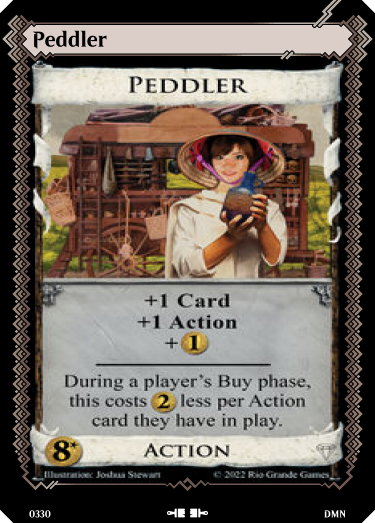 Peddler
PEDDLER
+1 Card
+1 Action
+ 1
During a player's Buy phase,
this costs 2 less per Action
card they have in play.
8*
ACTION
Illustration: Joshua Stewart
© 2022 Rio Grande Games
0330
DMN